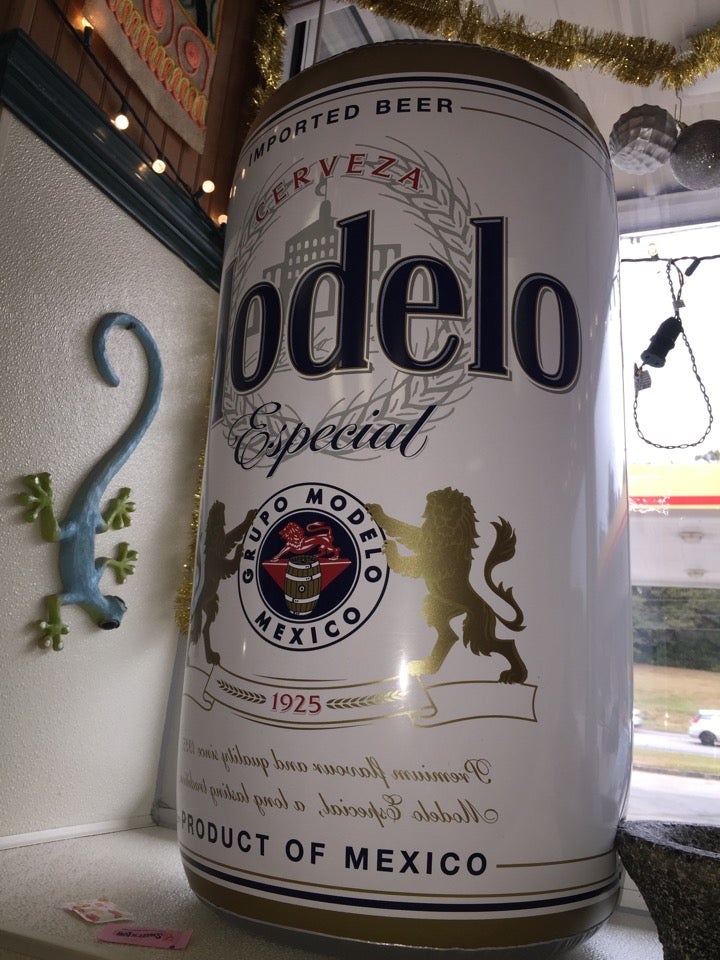 IMPORTED BEER
CERVEZA
odelo
Especial
GRUPO MODELO
MEXICO
1925
Premium flavour and quality since
Modelo Especial, a long lasting
PRODUCT OF MEXICO